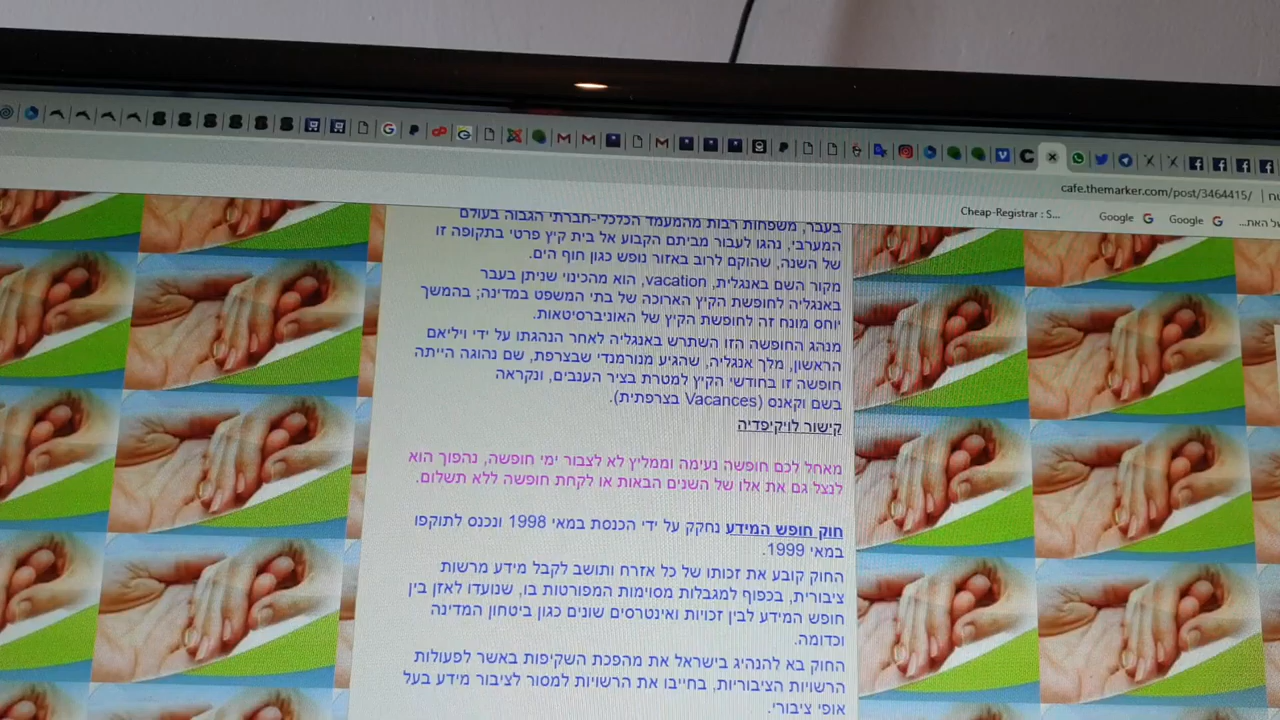 cafe.themarker.com/post/3464415/
Cheap-Registrar : S...
Google
Google
...של האת
בעבר, משפחות רבות מהמעמד הכלכלי-חברתי הגבוה בעולם
המערבי, נהגו לעבור מביתם הקבוע אל בית קיץ פרטי בתקופה זו
של השנה, שהוקם לרוב באזור נופש כגון חוף הים.
מקור השם באנגלית, vacation, הוא מהכינוי שניתן בעבר
באנגליה לחופשת הקיץ הארוכה של בתי המשפט במדינה; בהמשך
יוחס מונח זה לחופשת הקיץ של האוניברסיטאות.
מנהג החופשה הזו השתרש באנגליה לאחר הנהגתו על ידי ויליאם
הראשון, מלך אנגליה, שהגיע מנורמנדי שבצרפת, שם נהוגה הייתה
חופשה זו בחודשי הקיץ למטרת בציר הענבים, ונקראה
בשם וקאנס (Vacances בצרפתית).
קישור לויקיפדיה
מאחל לכם חופשה נעימה וממליץ לא לצבור ימי חופשה, נהפוך הוא
לנצל גם את אלו של השנים הבאות או לקחת חופשה ללא תשלום.
חוק חופש המידע נחקק על ידי הכנסת במאי 1998 ונכנס לתוקפו
במאי 1999.
החוק קובע את זכותו של כל אזרח ותושב לקבל מידע מרשות
ציבורית, בכפוף למגבלות מסוימות המפורטות בו, שנועדו לאזן בין
חופש המידע לבין זכויות ואינטרסים שונים כגון ביטחון המדינה
וכדומה.
החוק בא להנהיג בישראל את מהפכת השקיפות באשר לפעולות
הרשויות הציבוריות, בחייבו את הרשויות למסור לציבור מידע בעל
אופי ציבורי.